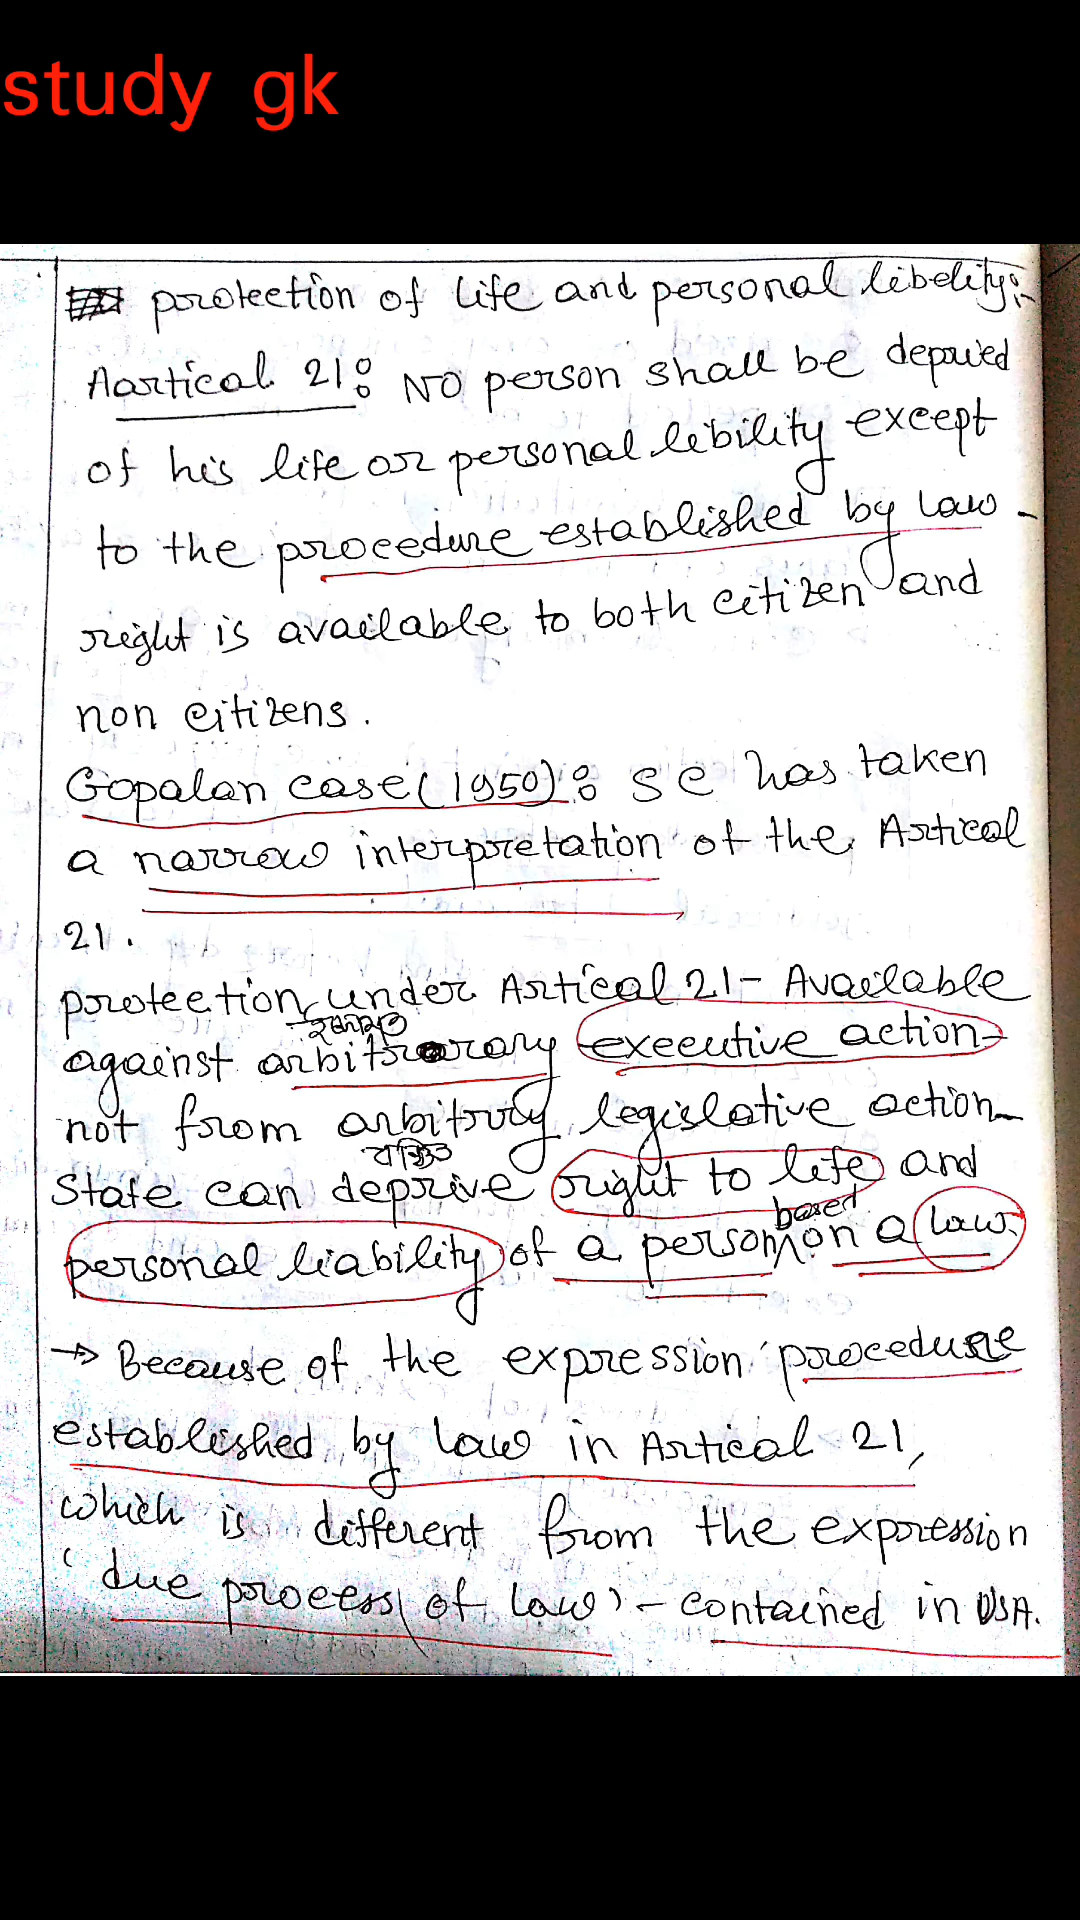 study gk
protection of life and personal libelity:-
Aartical 21: NO person shall be deprived
of his life or personal lebility except
to the procedure established by law -
right is available to both citizen and
non citizens.
Gopalan case (1950): SC has taken
a narrow interpretation of the Artical
21.
protection under Artical 21- Available
against arbitrarary executive action-
not from arbitrury legislative action-
State can deprive right to life and
based
personal liability of a person on a law.
→ Because of the expression procedure
established by law in Artical 21,
which is different from the expression
'due process of law' - contained in USA.